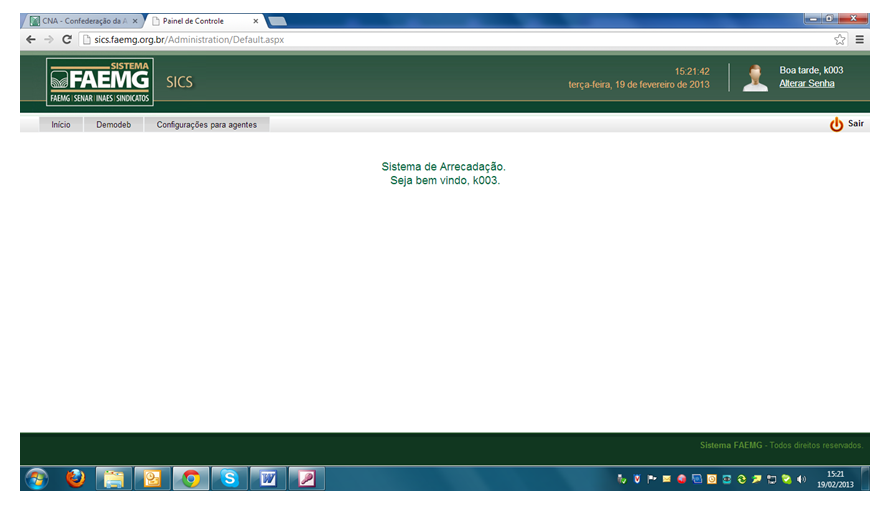 CNA - Confederação da A
Painel de Controle
sics.faemg.org.br/Administration/Default.aspx
SISTEMA
FAEMG
FAEMG SENAR INAES SINDICATOS
SICS
15:21:42
terça-feira, 19 de fevereiro de 2013
Boa tarde, k003
Alterar Senha
Início Demodeb Configurações para agentes
Sair
Sistema de Arrecadação.
Seja bem vindo, k003.
Sistema FAEMG - Todos direitos reservados.
15:21
19/02/2013